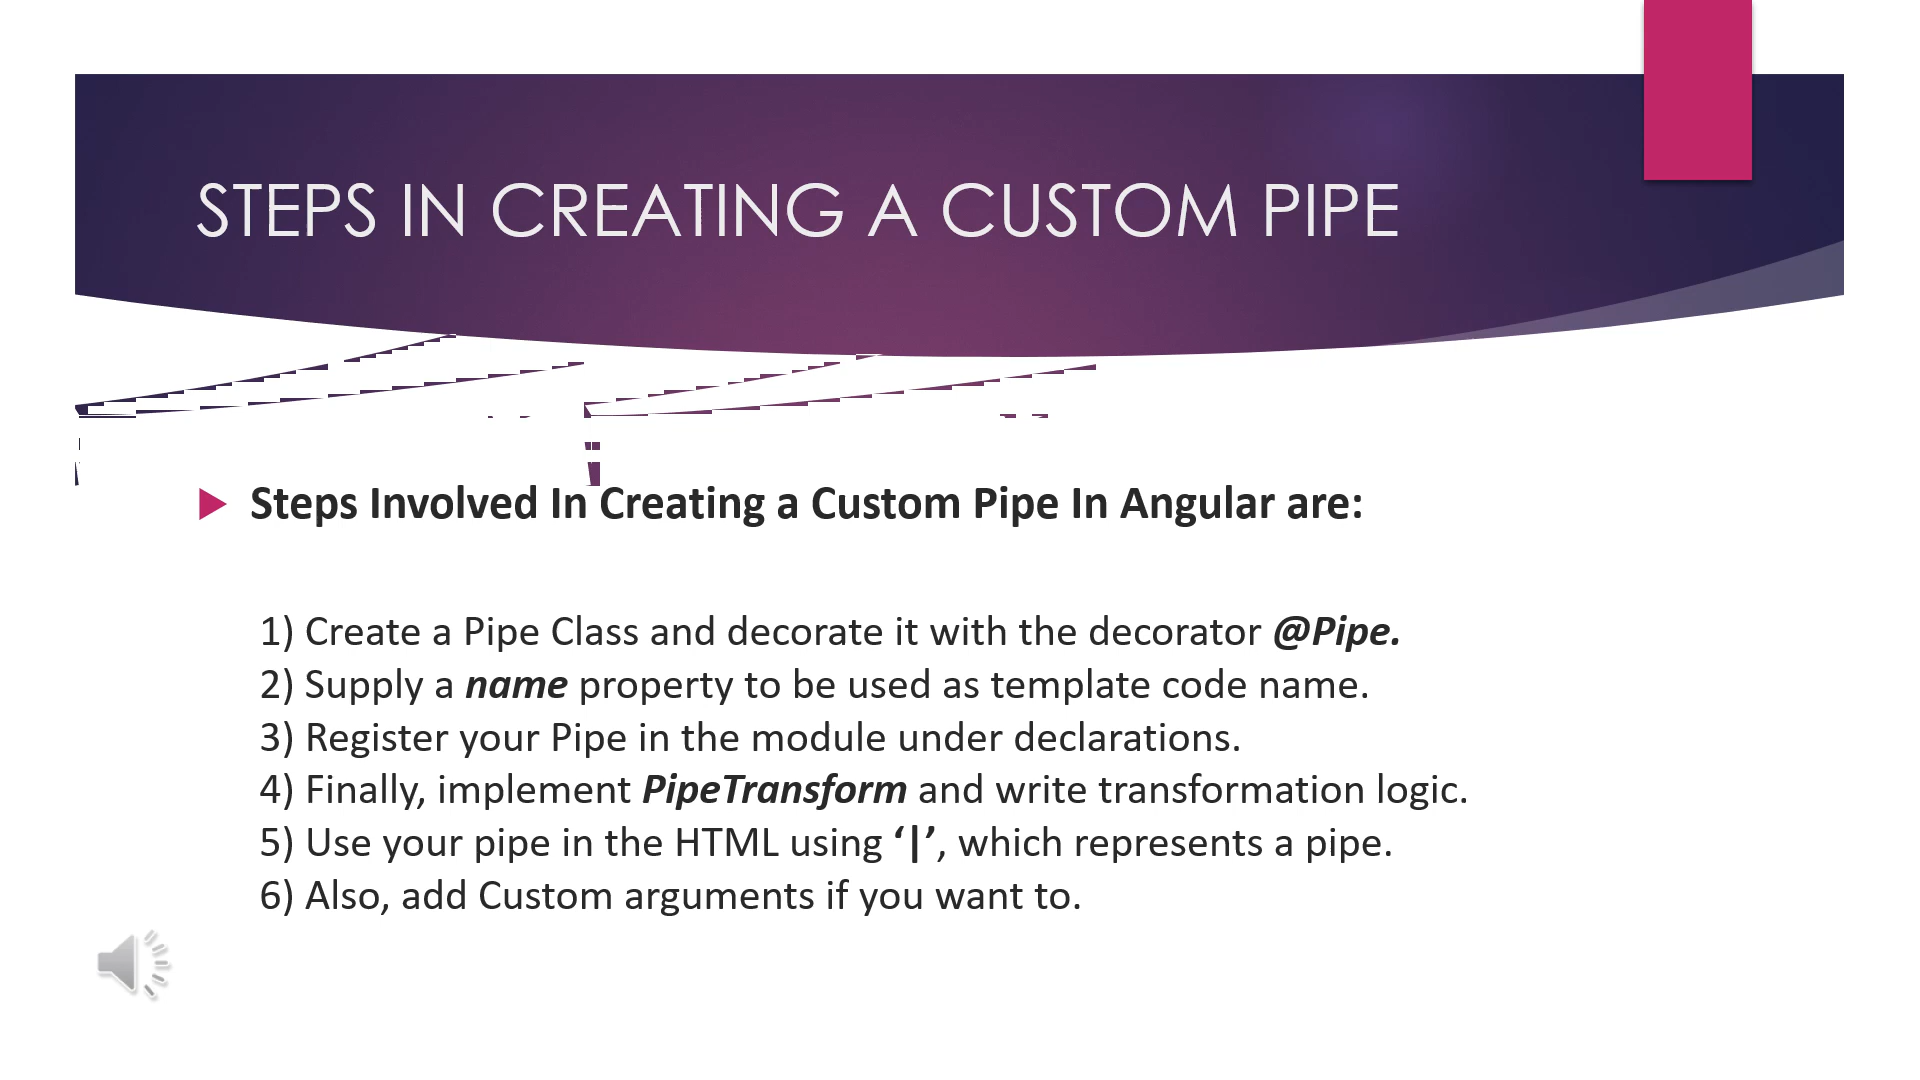 STEPS IN CREATING A CUSTOM PIPE
Steps Involved In Creating a Custom Pipe In Angular are:
1) Create a Pipe Class and decorate it with the decorator @Pipe.
2) Supply a name property to be used as template code name.
3) Register your Pipe in the module under declarations.
4) Finally, implement PipeTransform and write transformation logic.
5) Use your pipe in the HTML using ‘|’, which represents a pipe.
6) Also, add Custom arguments if you want to.